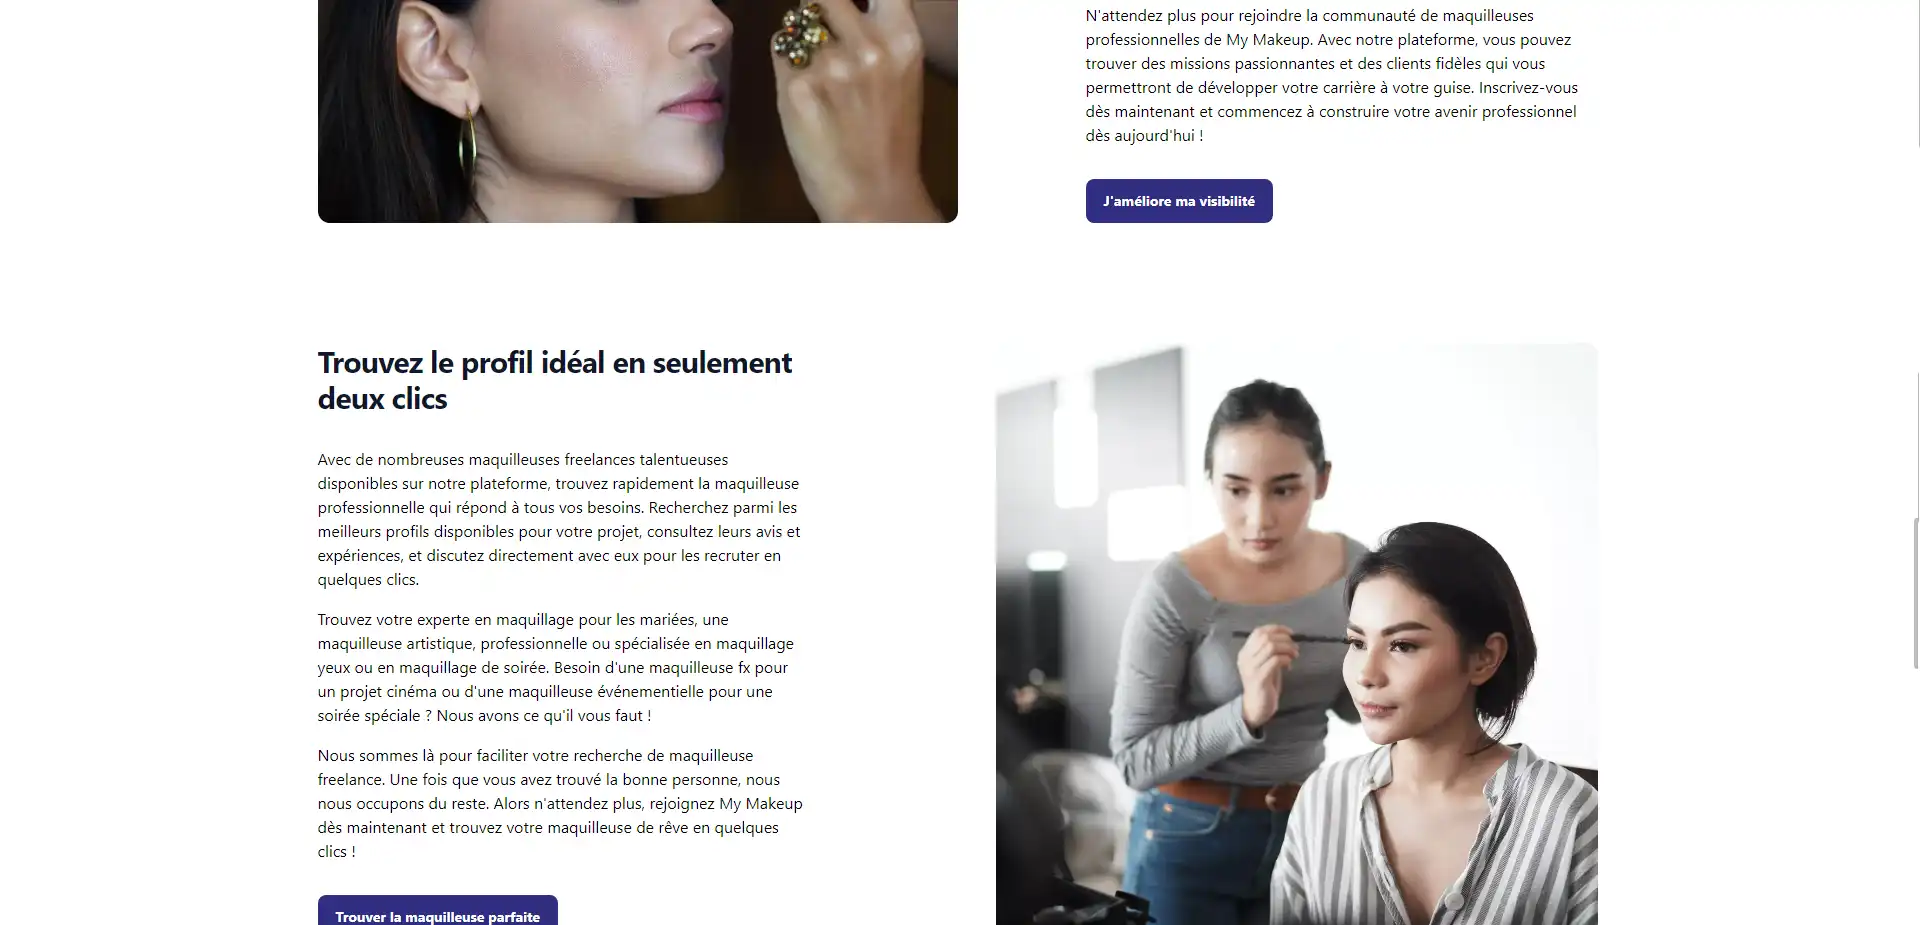 N'attendez plus pour rejoindre la communauté de maquilleuses
professionnelles de My Makeup. Avec notre plateforme, vous pouvez
trouver des missions passionnantes et des clients fidèles qui vous
permettront de développer votre carrière à votre guise. Inscrivez-vous
dès maintenant et commencez à construire votre avenir professionnel
dès aujourd'hui !
J'améliore ma visibilité
Trouvez le profil idéal en seulement
deux clics
Avec de nombreuses maquilleuses freelances talentueuses
disponibles sur notre plateforme, trouvez rapidement la maquilleuse
professionnelle qui répond à tous vos besoins. Recherchez parmi les
meilleurs profils disponibles pour votre projet, consultez leurs avis et
expériences, et discutez directement avec eux pour les recruter en
quelques clics.
Trouvez votre experte en maquillage pour les mariées, une
maquilleuse artistique, professionnelle ou spécialisée en maquillage
yeux ou en maquillage de soirée. Besoin d'une maquilleuse fx pour
un projet cinéma ou d'une maquilleuse événementielle pour une
soirée spéciale ? Nous avons ce qu'il vous faut !
Nous sommes là pour faciliter votre recherche de maquilleuse
freelance. Une fois que vous avez trouvé la bonne personne, nous
nous occupons du reste. Alors n'attendez plus, rejoignez My Makeup
dès maintenant et trouvez votre maquilleuse de rêve en quelques
clics !
Trouver la maquilleuse parfaite